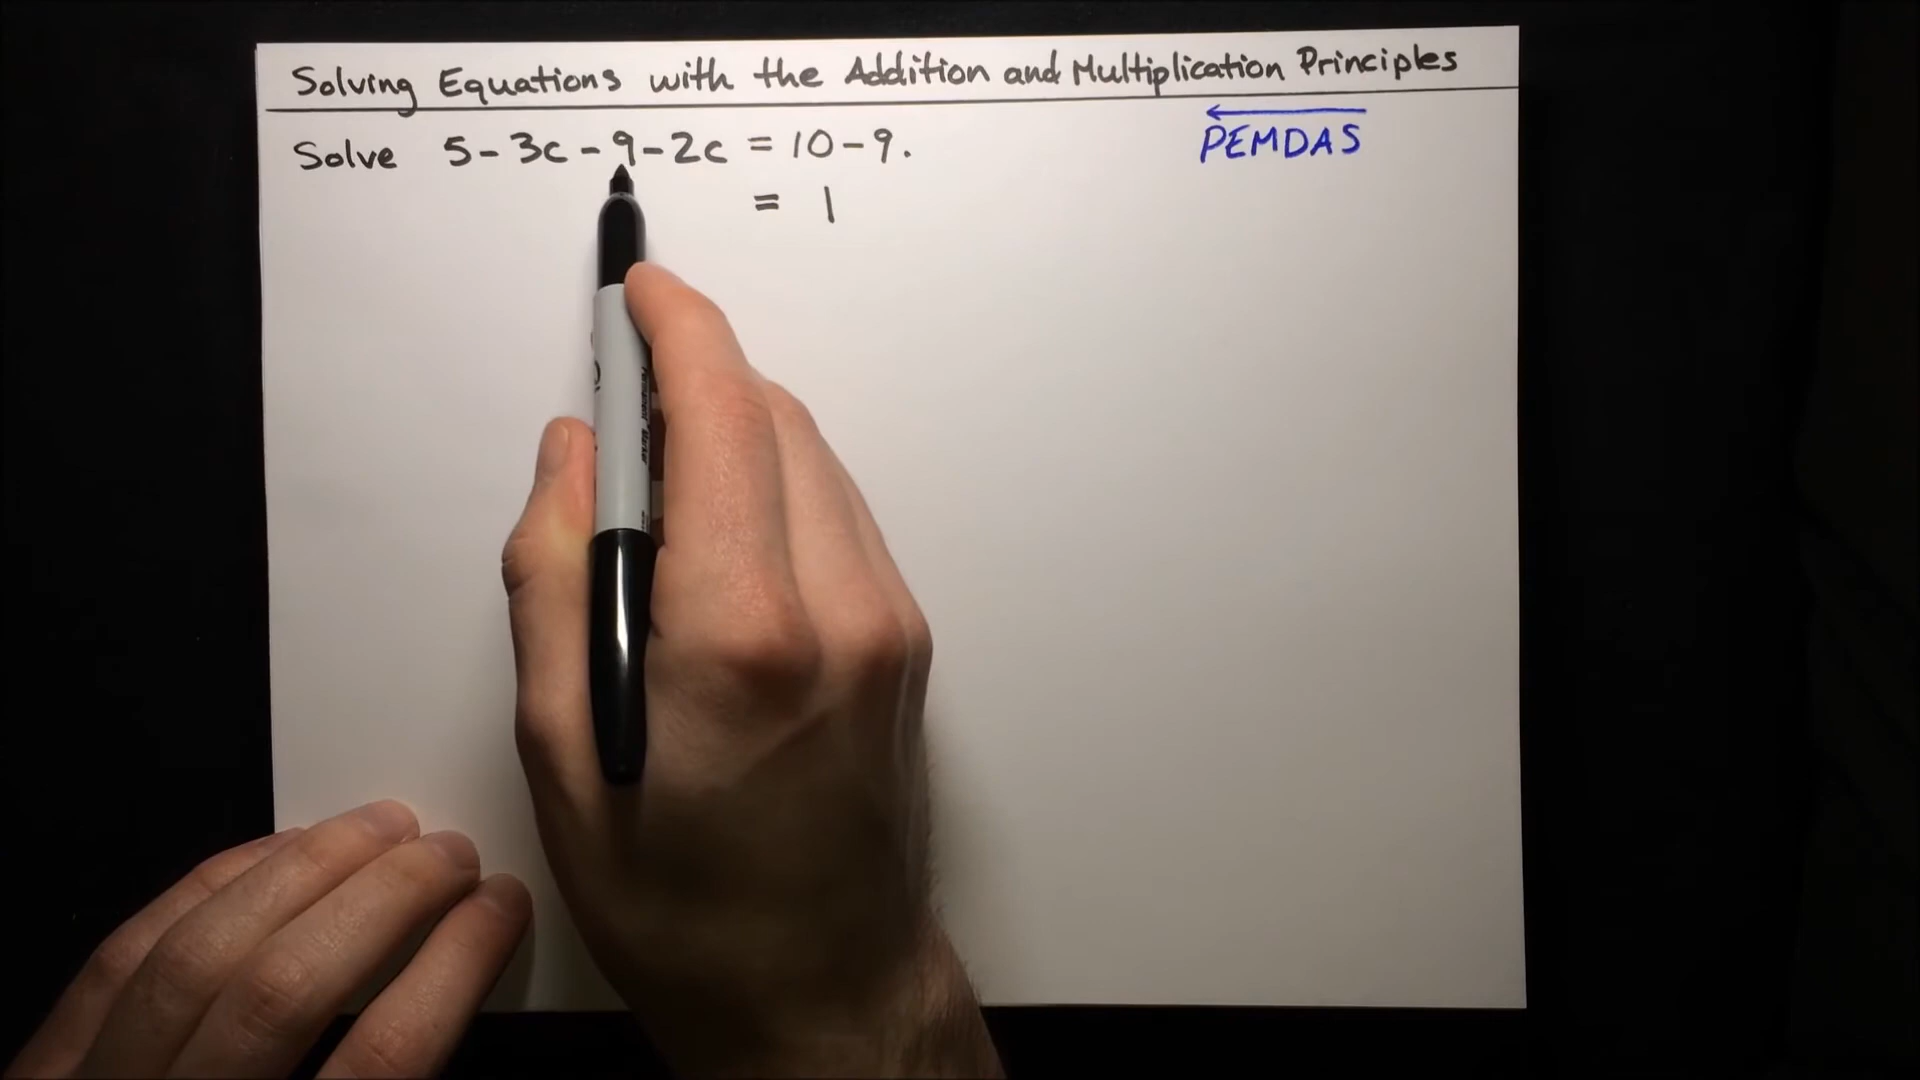 Solving Equations with the Addition and Multiplication Principles
Solve 5-3c-9-2c = 10-9.
PEMDAS
= 1